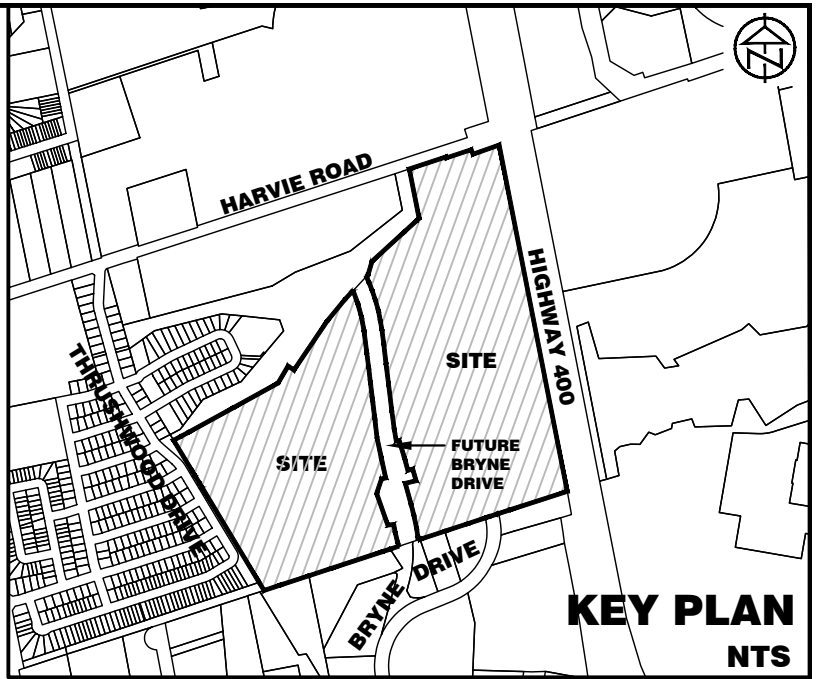 N
HARVIE ROAD
HIGHWAY 400
THRUSHWOOD DRIVE
SITE
SITE
FUTURE
BRYNE
DRIVE
BRYNE DRIVE
KEY PLAN
NTS